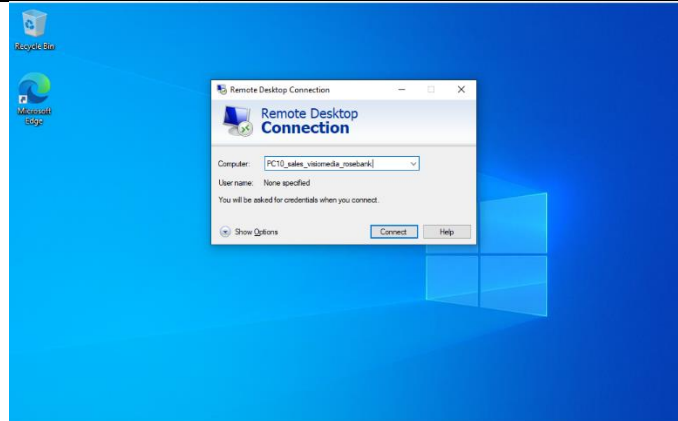 Recycle Bin
Microsoft
Edge
Remote Desktop Connection
Remote Desktop
Connection
Computer: PC10_sales_visiomedia_rosebank
User name: None specified
You will be asked for credentials when you connect.
Show Options
Connect
Help